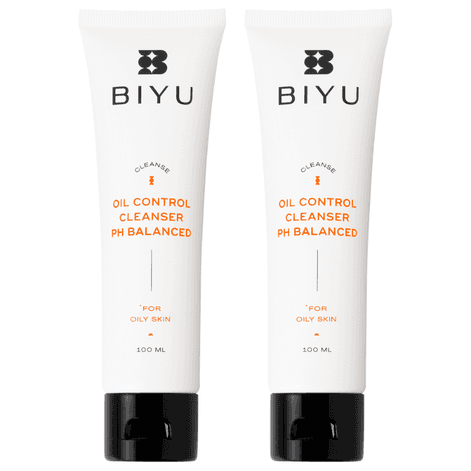 BIYU
CLEANSE
OIL CONTROL
CLEANSER
PH BALANCED
*FOR
OILY SKIN
100 ML
BIYU
CLEANSE
OIL CONTROL
CLEANSER
PH BALANCED
*FOR
OILY SKIN
100 ML